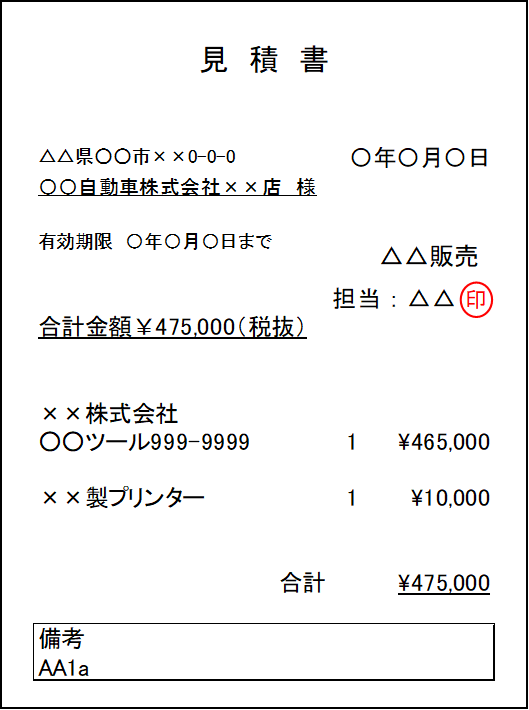 見 積 書
△△県〇〇市××0-0-0
〇年〇月〇日
〇〇自動車株式会社××店 様
有効期限 〇年〇月〇日まで
△△販売
担当：△△ 印
合計金額￥475,000(税抜)
××株式会社
〇〇ツール999-9999 1 ¥465,000
××製プリンター 1 ¥10,000
合計 ¥475,000
備考
AA1a